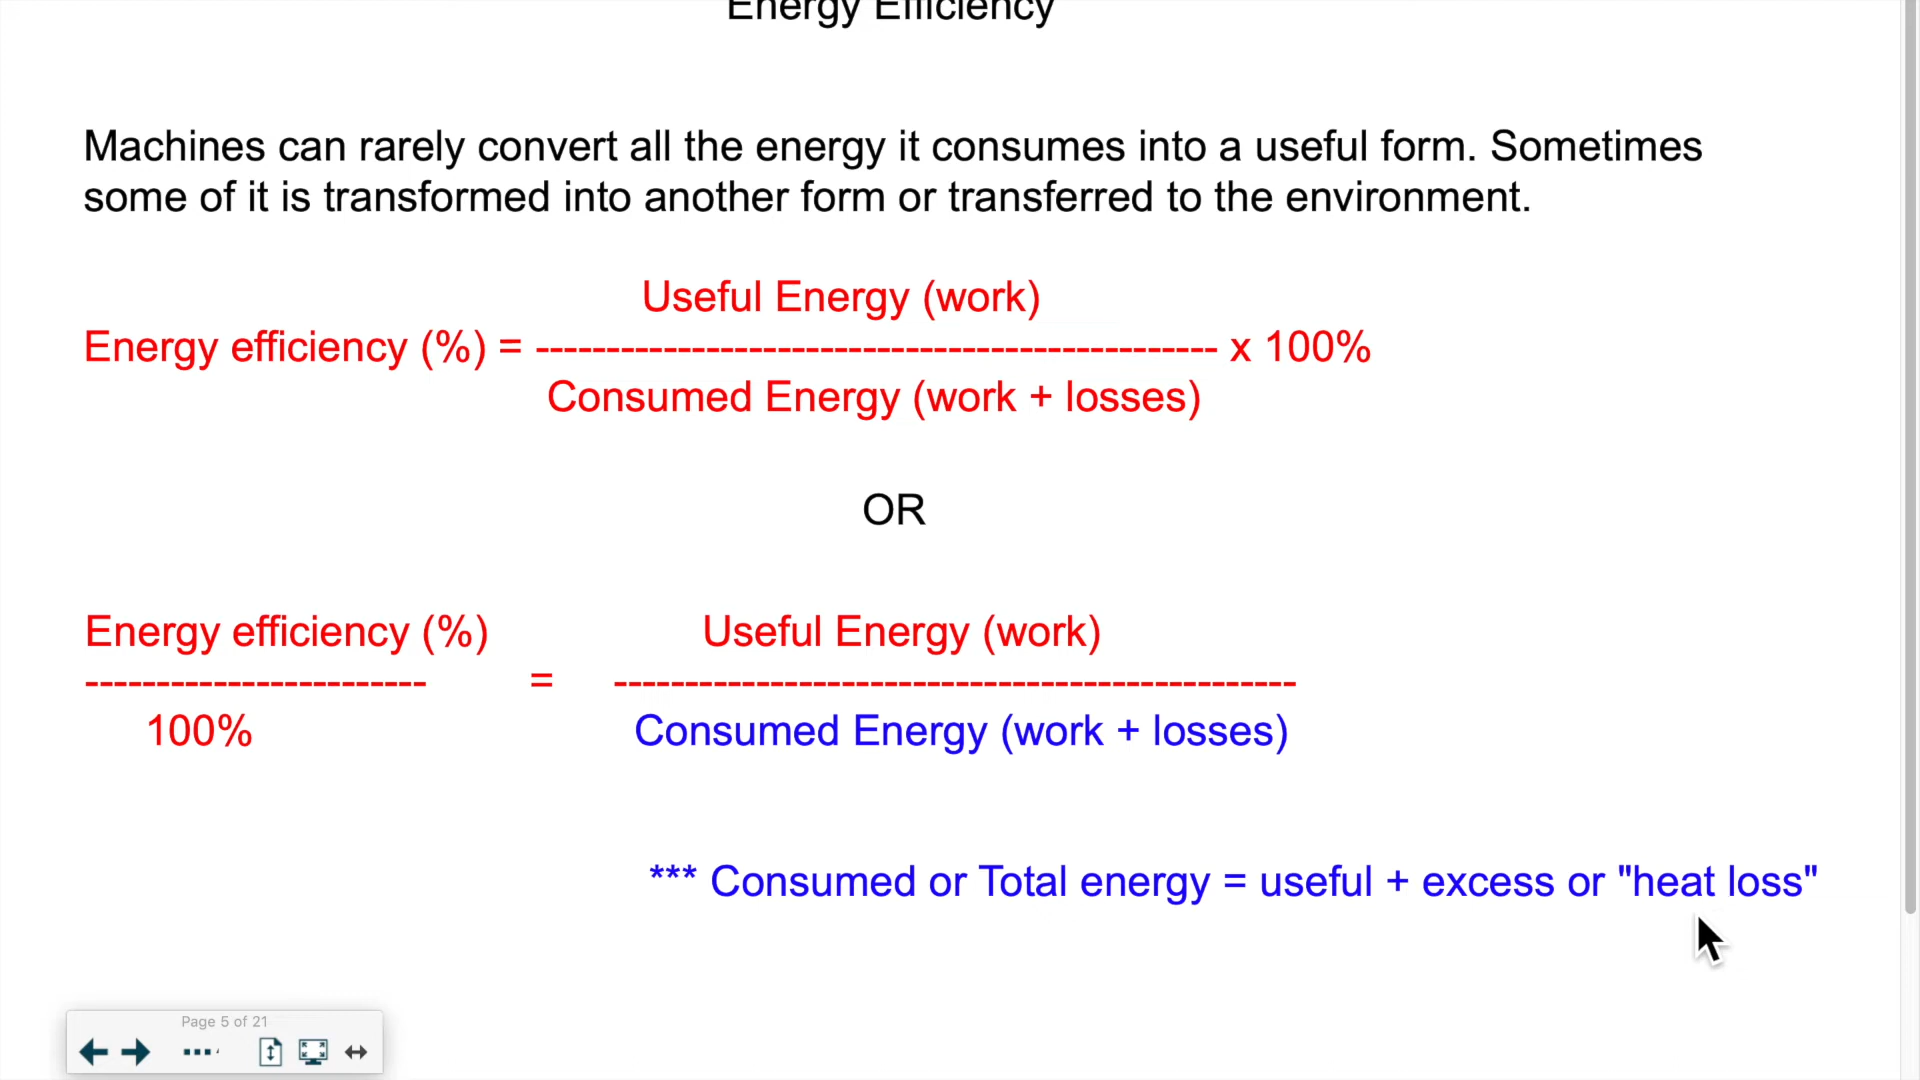 Energy Efficiency
Machines can rarely convert all the energy it consumes into a useful form. Sometimes
some of it is transformed into another form or transferred to the environment.
Useful Energy (work)
Energy efficiency (%) = ------------------------------------------------ x 100%
Consumed Energy (work + losses)
OR
Energy efficiency (%) Useful Energy (work)
------------------------ = ------------------------------------------------
100% Consumed Energy (work + losses)
*** Consumed or Total energy = useful + excess or "heat loss"
Page 5 of 21